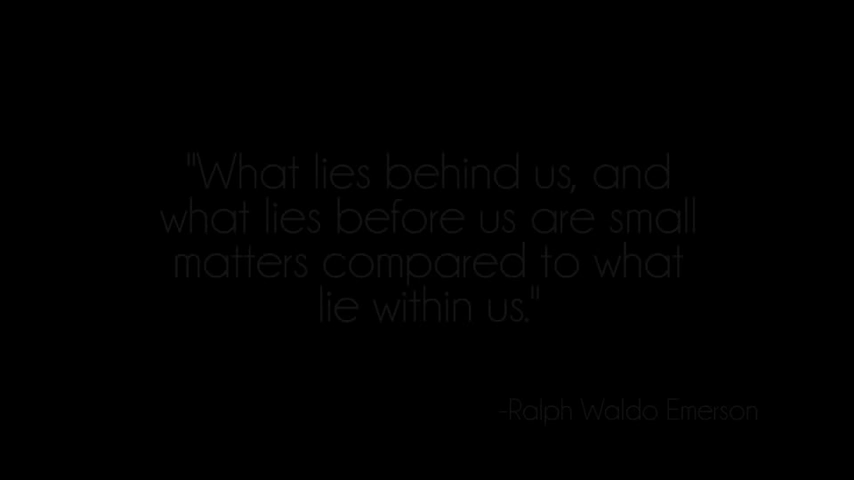 "What lies behind us, and
what lies before us are small
matters compared to what
lie within us."
-Ralph Waldo Emerson